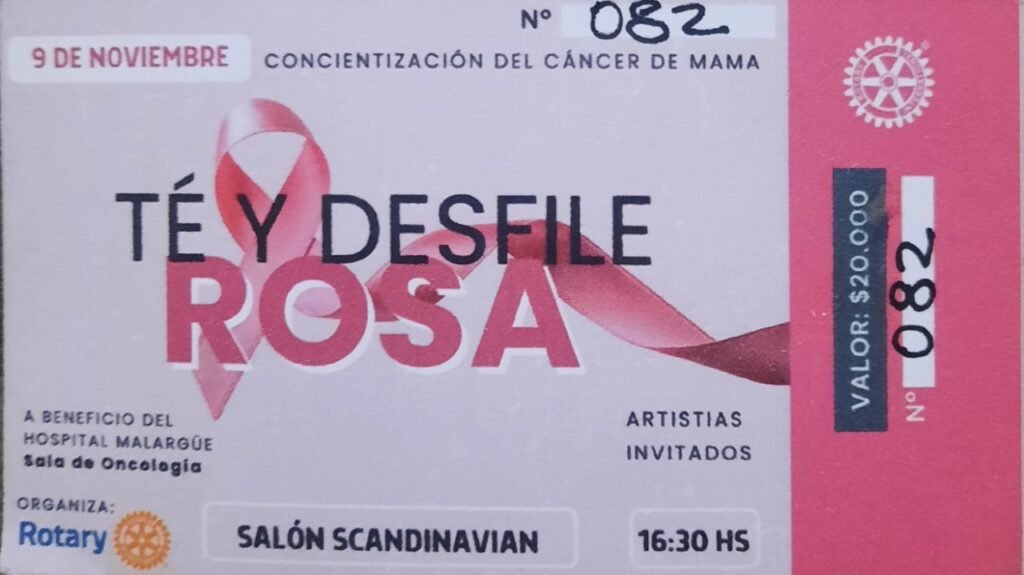 Nº 082
9 DE NOVIEMBRE
CONCIENTIZACIÓN DEL CÁNCER DE MAMA
TÉ Y DESFILE
ROSA
A BENEFICIO DEL
HOSPITAL MALARGÜE
Sala de Oncología
ARTISTIAS
INVITADOS
ORGANIZA:
Rotary
SALÓN SCANDINAVIAN
16:30 HS
VALOR: $20.000
Nº 082